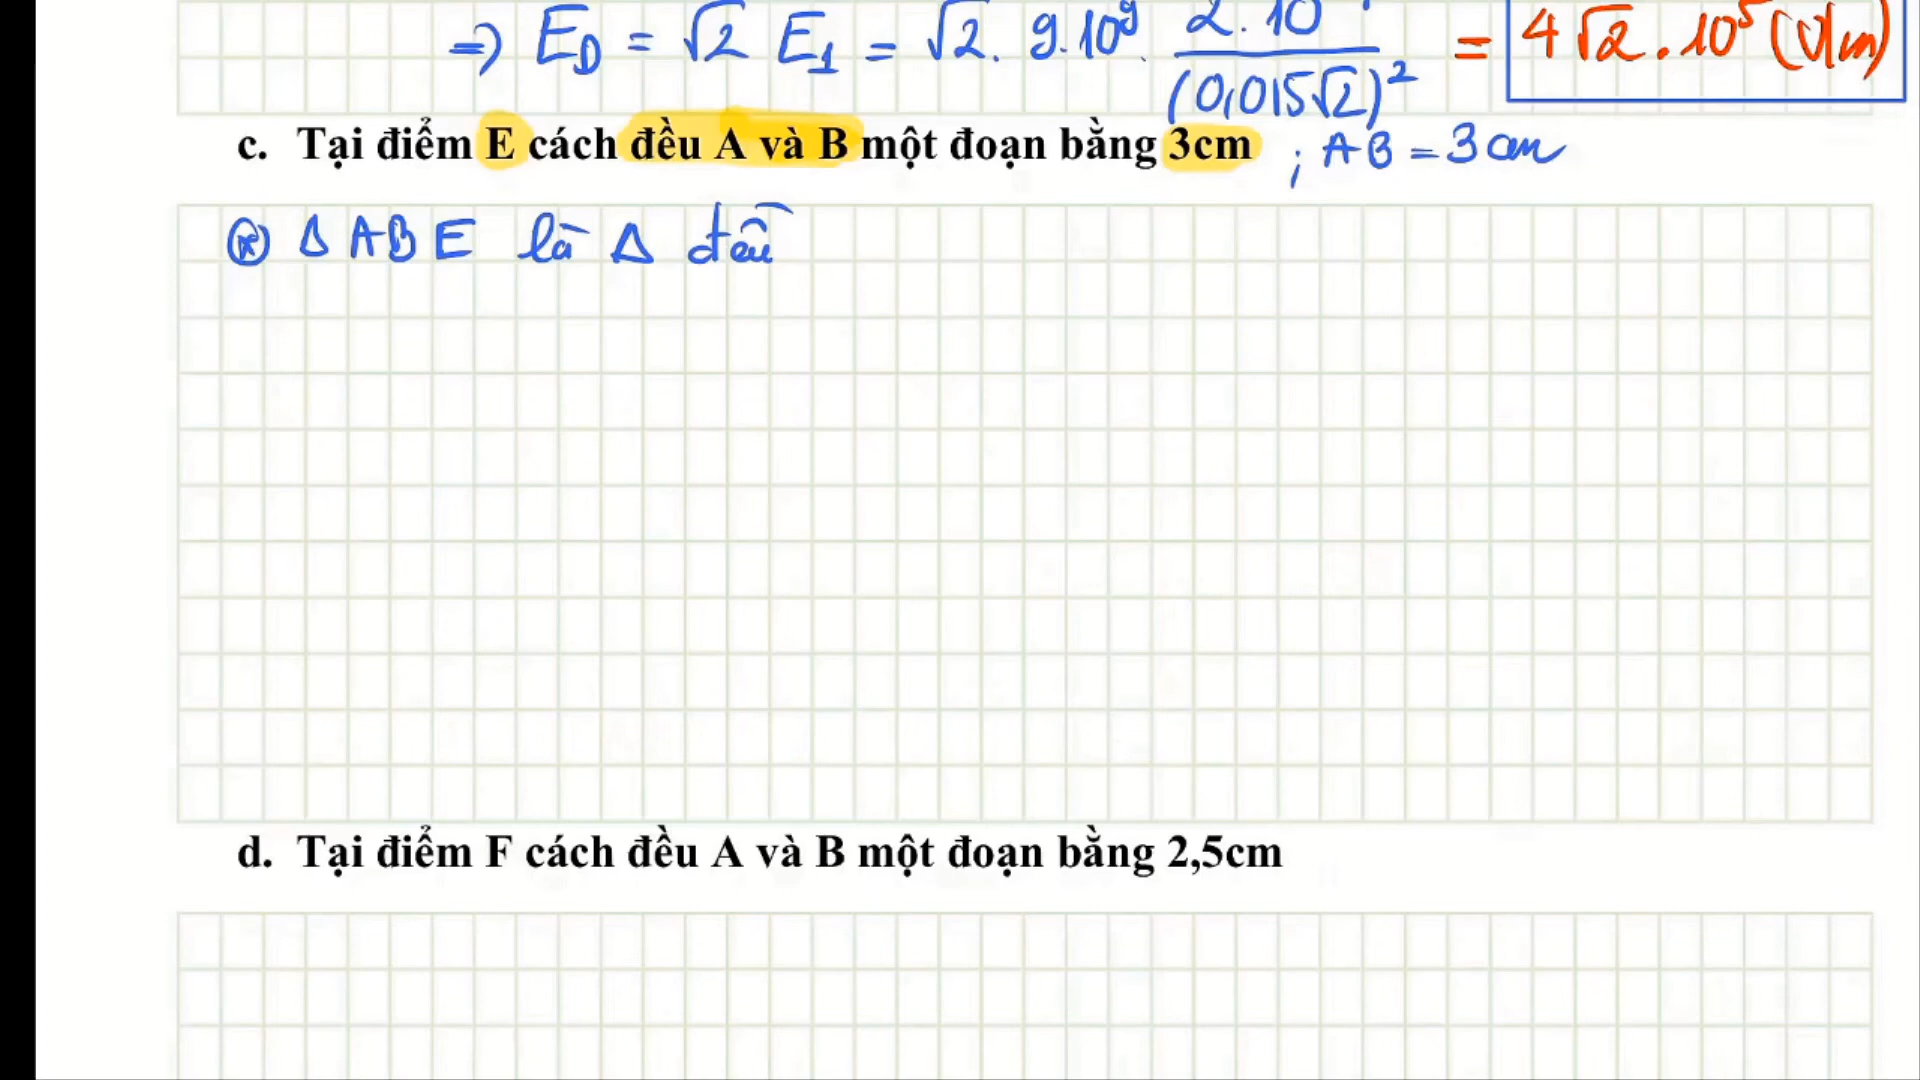 => E_D = √2 E_1 = √2 . 9.10^9 . 2.10 / (0,015√2)^2 = 4√2 . 10^5 (V/m)
c. Tại điểm E cách đều A và B một đoạn bằng 3cm ; AB = 3 cm
Δ ABE là Δ đều
d. Tại điểm F cách đều A và B một đoạn bằng 2,5cm